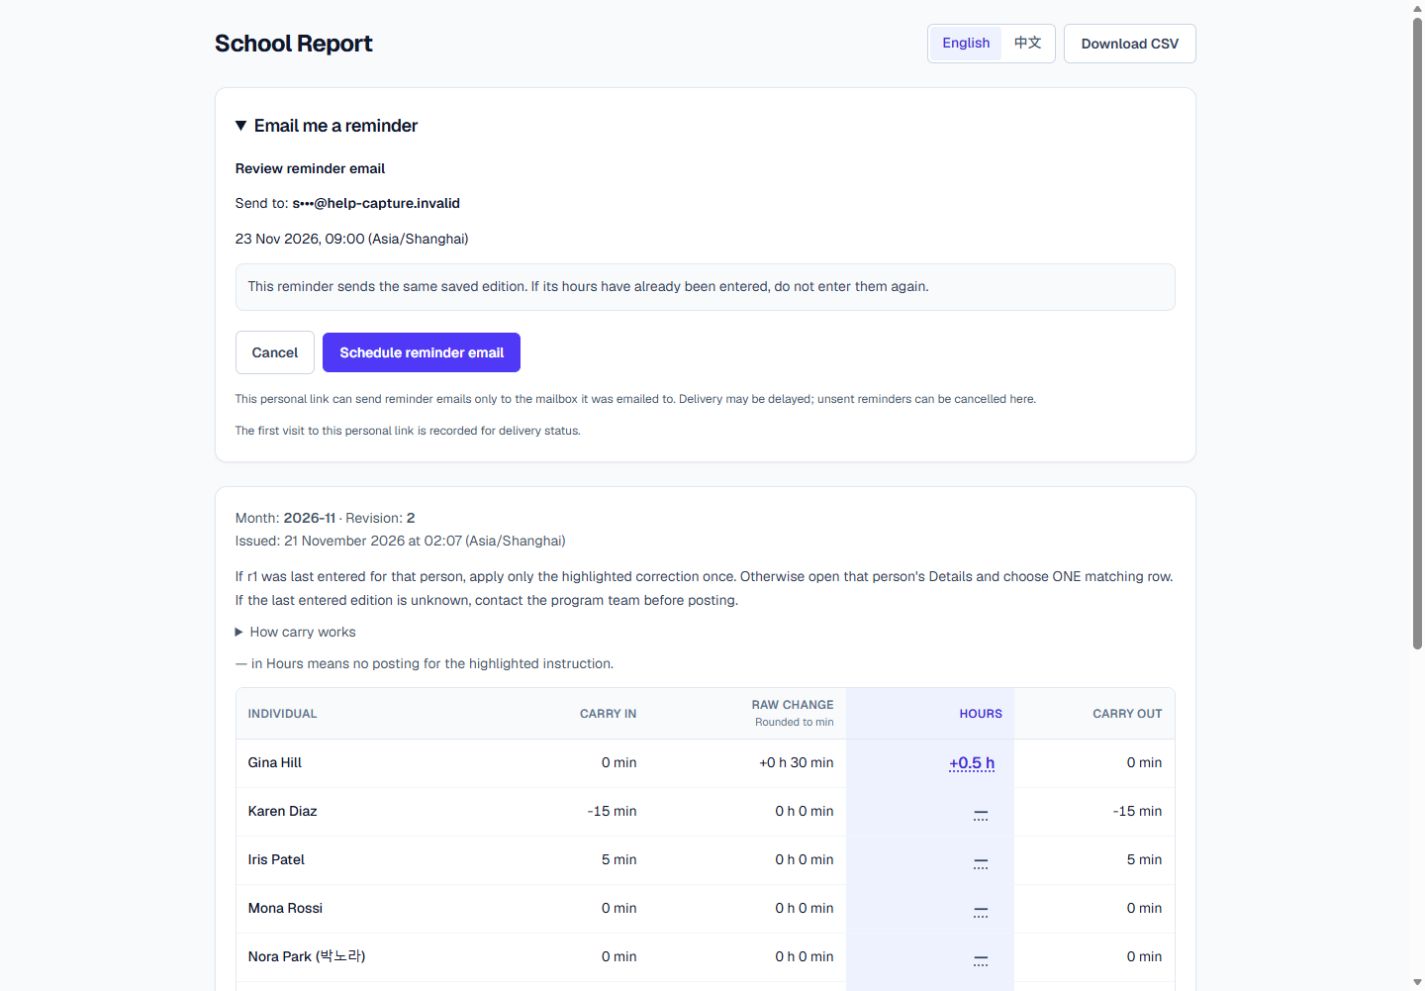 School Report
English 中文 Download CSV
▼ Email me a reminder
Review reminder email
Send to: s•••@help-capture.invalid
23 Nov 2026, 09:00 (Asia/Shanghai)
This reminder sends the same saved edition. If its hours have already been entered, do not enter them again.
Cancel Schedule reminder email
This personal link can send reminder emails only to the mailbox it was emailed to. Delivery may be delayed; unsent reminders can be cancelled here.
The first visit to this personal link is recorded for delivery status.
Month: 2026-11 · Revision: 2
Issued: 21 November 2026 at 02:07 (Asia/Shanghai)
If r1 was last entered for that person, apply only the highlighted correction once. Otherwise open that person's Details and choose ONE matching row.
If the last entered edition is unknown, contact the program team before posting.
▶ How carry works
— in Hours means no posting for the highlighted instruction.
INDIVIDUAL CARRY IN RAW CHANGE Rounded to min HOURS CARRY OUT
Gina Hill 0 min +0 h 30 min +0.5 h 0 min
Karen Diaz -15 min 0 h 0 min — -15 min
Iris Patel 5 min 0 h 0 min — 5 min
Mona Rossi 0 min 0 h 0 min — 0 min
Nora Park (박노라) 0 min 0 h 0 min — 0 min